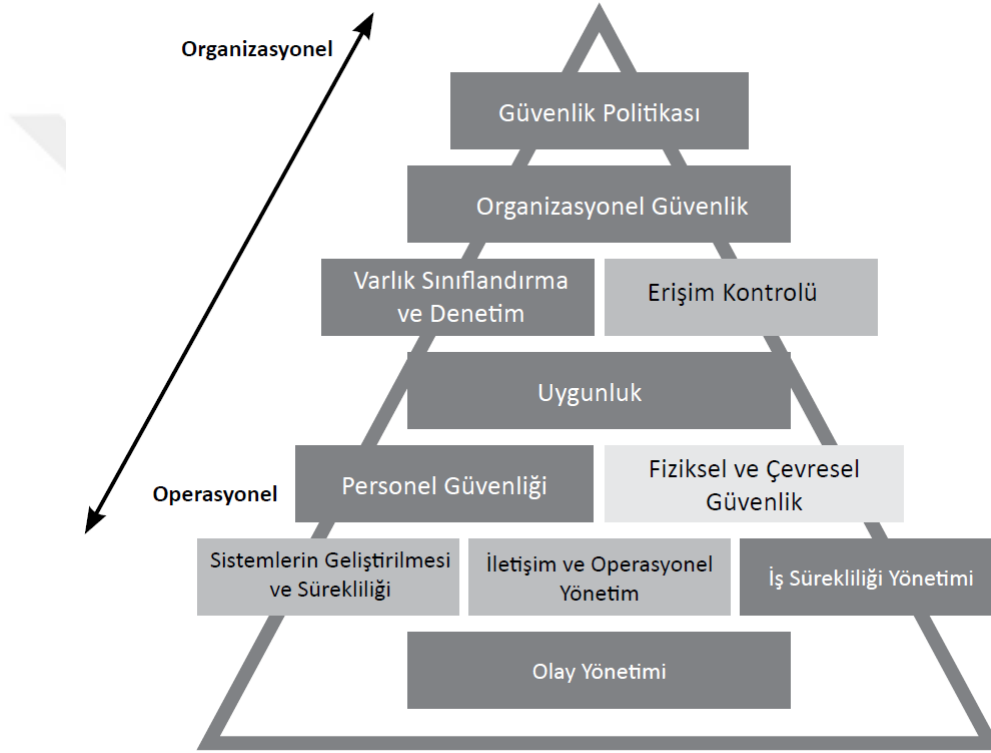 Organizasyonel
Güvenlik Politikası
Organizasyonel Güvenlik
Varlık Sınıflandırma
ve Denetim
Erişim Kontrolü
Uygunluk
Operasyonel
Personel Güvenliği
Fiziksel ve Çevresel
Güvenlik
Sistemlerin Geliştirilmesi
ve Sürekliliği
İletişim ve Operasyonel
Yönetim
İş Sürekliliği Yönetimi
Olay Yönetimi